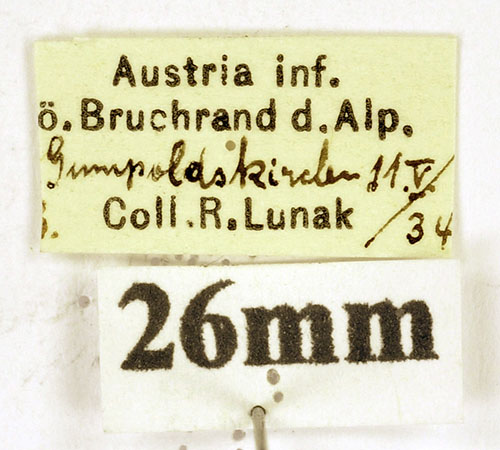 Austria inf.
ö. Bruchrand d. Alp.
Gumpoldskirchen 11.V./34
Coll. R. Lunak
26mm